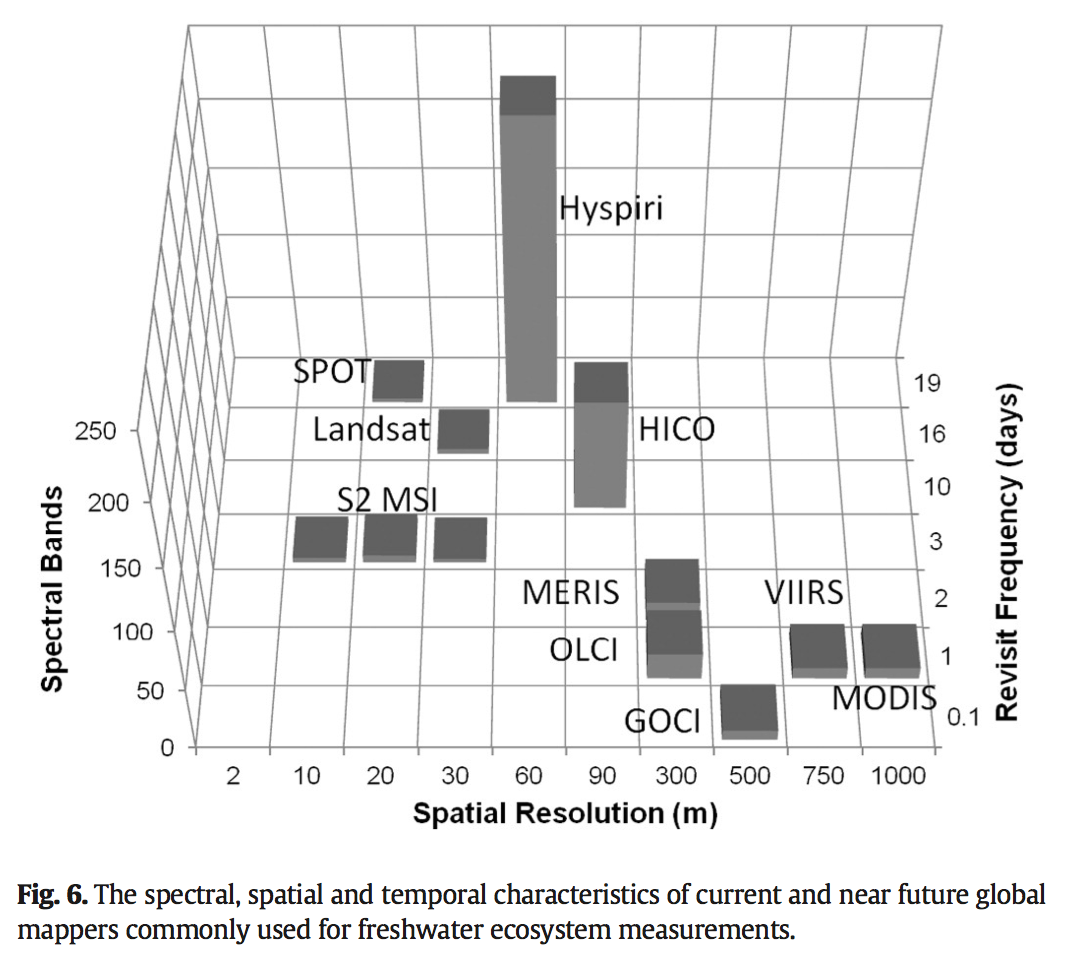 Hyspiri
SPOT
19
Landsat
HICO
16
250
10
S2 MSI
200
3
150
MERIS
VIIRS
2
100
OLCI
1
50
MODIS
GOCI
0.1
0
Spectral Bands
Revisit Frequency (days)
2 10 20 30 60 90 300 500 750 1000
Spatial Resolution (m)
Fig. 6. The spectral, spatial and temporal characteristics of current and near future global
mappers commonly used for freshwater ecosystem measurements.